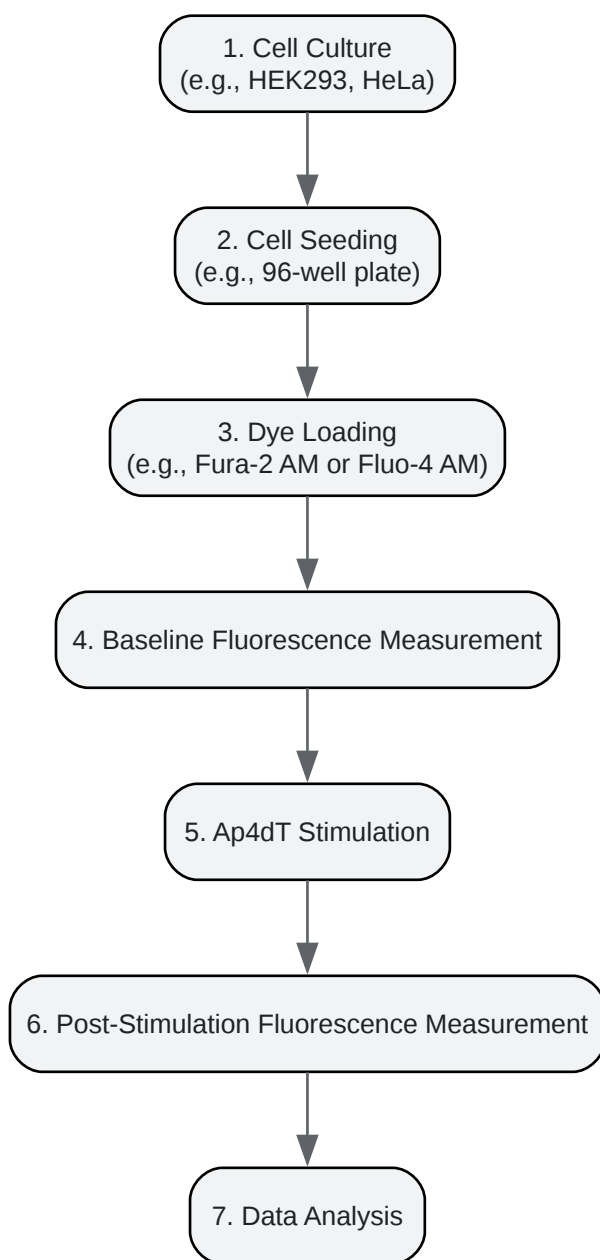 1. Cell Culture
(e.g., HEK293, HeLa)
2. Cell Seeding
(e.g., 96-well plate)
3. Dye Loading
(e.g., Fura-2 AM or Fluo-4 AM)
4. Baseline Fluorescence Measurement
5. Ap4dT Stimulation
6. Post-Stimulation Fluorescence Measurement
7. Data Analysis